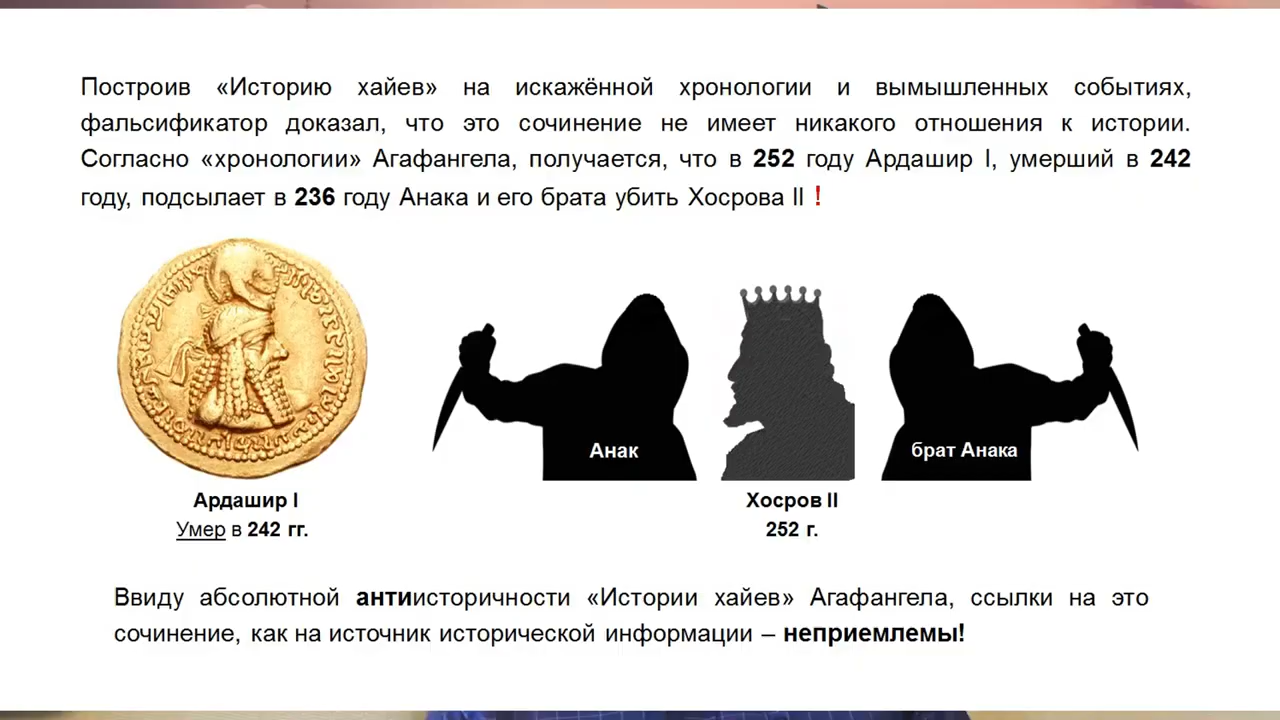 Построив «Историю хайев» на искажённой хронологии и вымышленных событиях,
фальсификатор доказал, что это сочинение не имеет никакого отношения к истории.
Согласно «хронологии» Агафангела, получается, что в 252 году Ардашир I, умерший в 242
году, подсылает в 236 году Анака и его брата убить Хосрова II !
Анак
брат Анака
Ардашир I
Умер в 242 гг.
Хосров II
252 г.
Ввиду абсолютной антиисторичности «Истории хайев» Агафангела, ссылки на это
сочинение, как на источник исторической информации – неприемлемы!